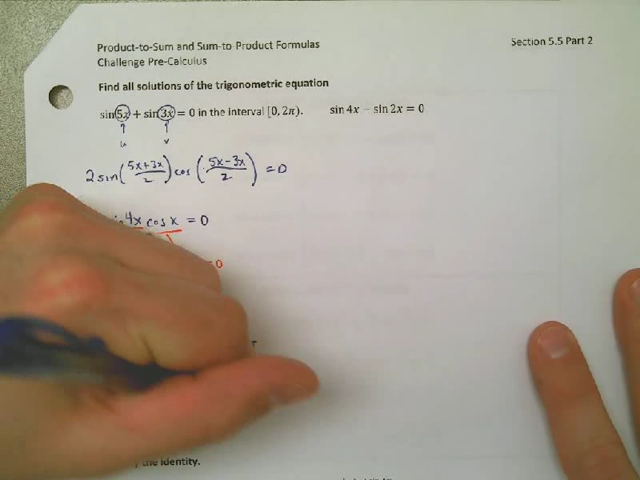 Product-to-Sum and Sum-to Product Formulas
Section 5.5 Part 2
Challenge Pre-Calculus
Find all solutions of the trigonometric equation
sin 5x + sin 3x = 0 in the interval [0, 2π). sin 4x − sin 2x = 0
u v
2 sin(5x+3x/2) cos(5x-3x/2) = 0
4x cos x = 0
= 0
the identity.